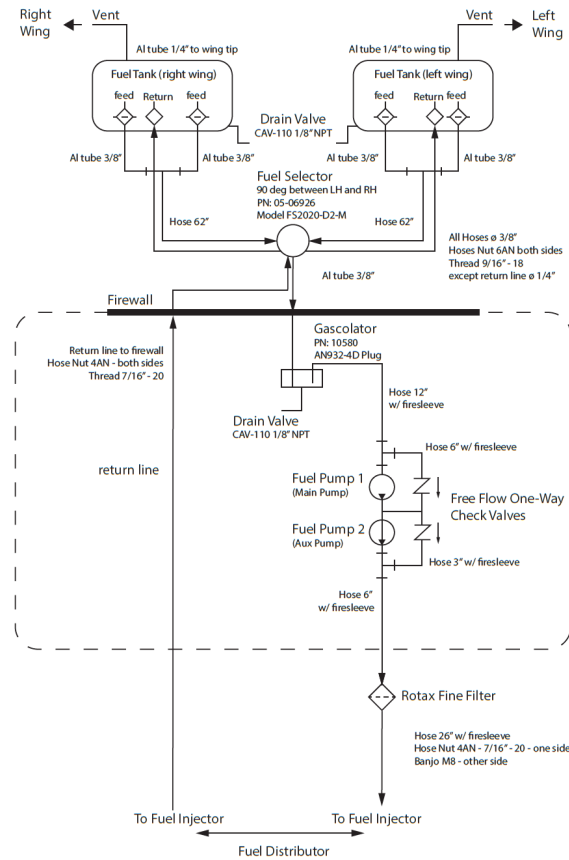 Right
Wing
Vent
Vent
Left
Wing
Al tube 1/4" to wing tip
Al tube 1/4" to wing tip
Fuel Tank (right wing)
Fuel Tank (left wing)
feed
Return
feed
feed
Return
feed
Drain Valve
CAV-110 1/8" NPT
Al tube 3/8"
Al tube 3/8"
Al tube 3/8"
Al tube 3/8"
Fuel Selector
90 deg between LH and RH
PN: 05-06926
Model FS2020-D2-M
Hose 62"
Hose 62"
All Hoses ø 3/8"
Hoses Nut 6AN both sides
Thread 9/16" - 18
except return line ø 1/4"
Al tube 3/8"
Firewall
Return line to firewall
Hose Nut 4AN - both sides
Thread 7/16" - 20
Gascolator
PN: 10580
AN932-4D Plug
Hose 12"
w/ firesleeve
Drain Valve
CAV-110 1/8" NPT
Hose 6" w/ firesleeve
return line
Fuel Pump 1
(Main Pump)
Free Flow One-Way
Check Valves
Fuel Pump 2
(Aux Pump)
Hose 3" w/ firesleeve
Hose 6"
w/ firesleeve
Rotax Fine Filter
Hose 26" w/ firesleeve
Hose Nut 4AN - 7/16" - 20 - one side
Banjo M8 - other side
To Fuel Injector
To Fuel Injector
Fuel Distributor